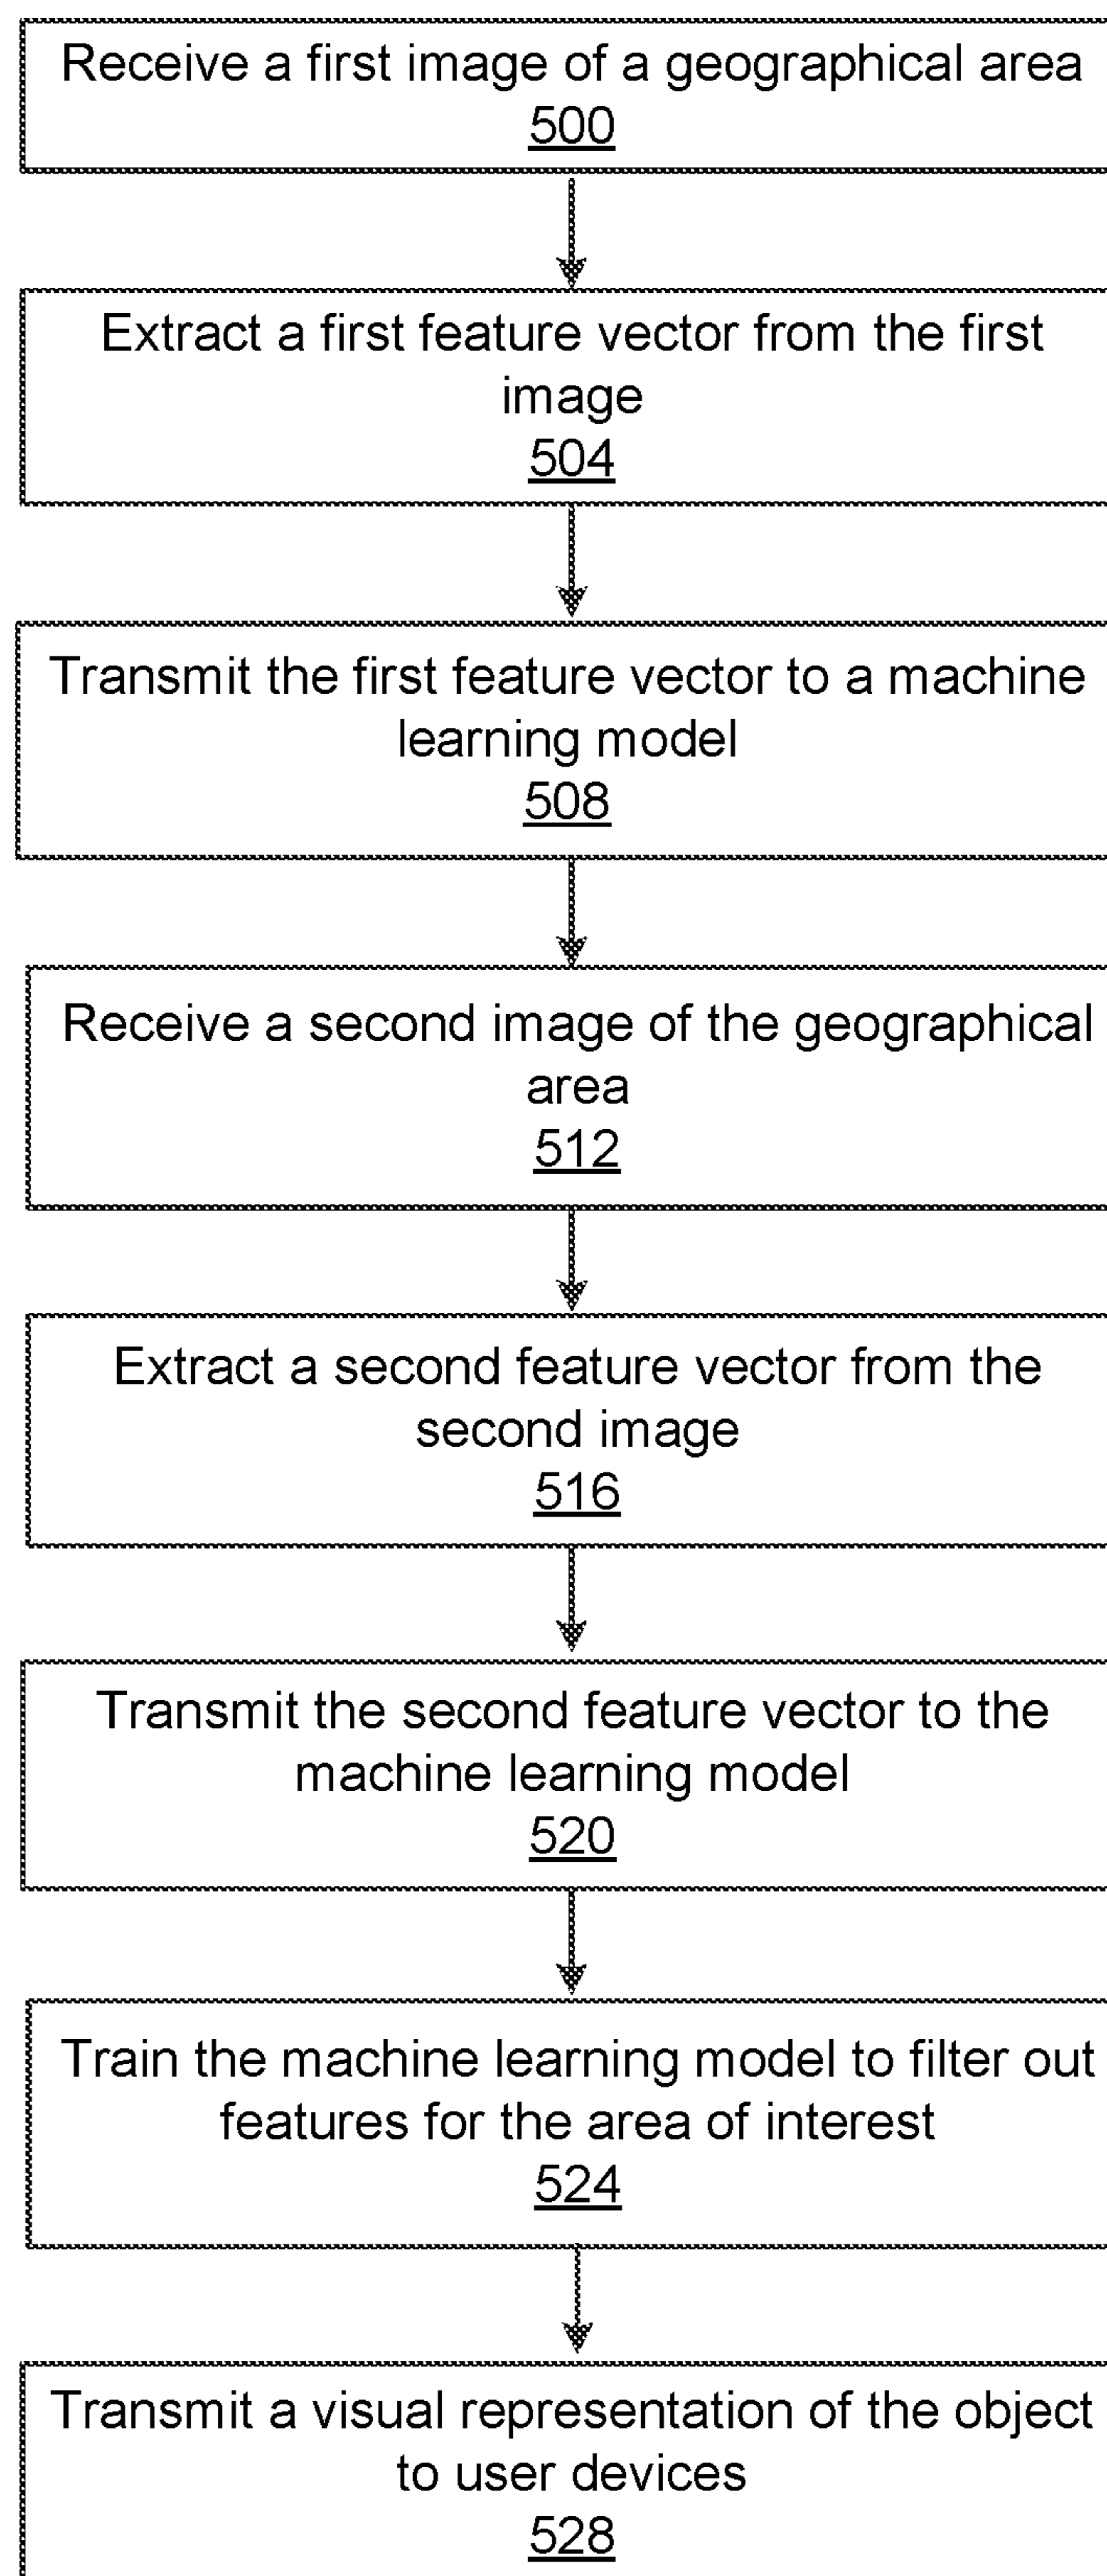 Receive a first image of a geographical area
500
Extract a first feature vector from the first
image
504
Transmit the first feature vector to a machine
learning model
508
Receive a second image of the geographical
area
512
Extract a second feature vector from the
second image
516
Transmit the second feature vector to the
machine learning model
520
Train the machine learning model to filter out
features for the area of interest
524
Transmit a visual representation of the object
to user devices
528